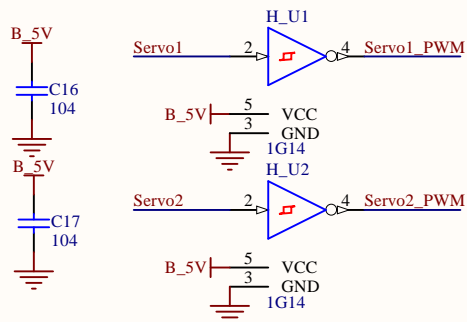 B_5V
C16
104
B_5V
C17
104
H_U1
Servo1
2
4
Servo1_PWM
B_5V
5
VCC
3
GND
1G14
H_U2
Servo2
2
4
Servo2_PWM
B_5V
5
VCC
3
GND
1G14